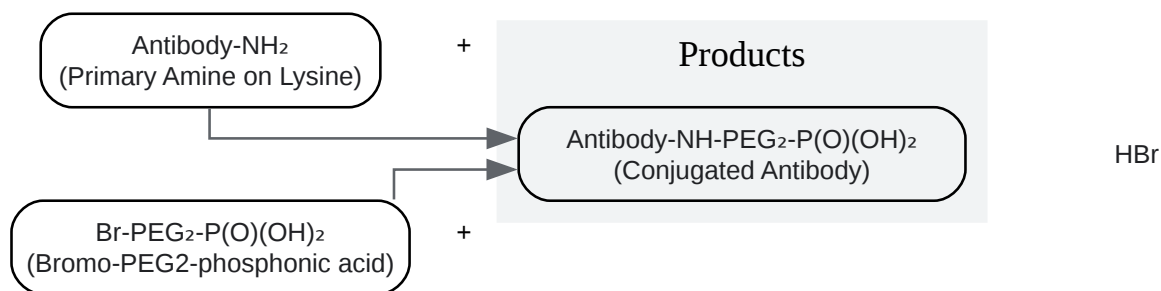 Antibody-NH₂
(Primary Amine on Lysine)
+
Products
Antibody-NH-PEG₂-P(O)(OH)₂
(Conjugated Antibody)
HBr
Br-PEG₂-P(O)(OH)₂
(Bromo-PEG2-phosphonic acid)
+